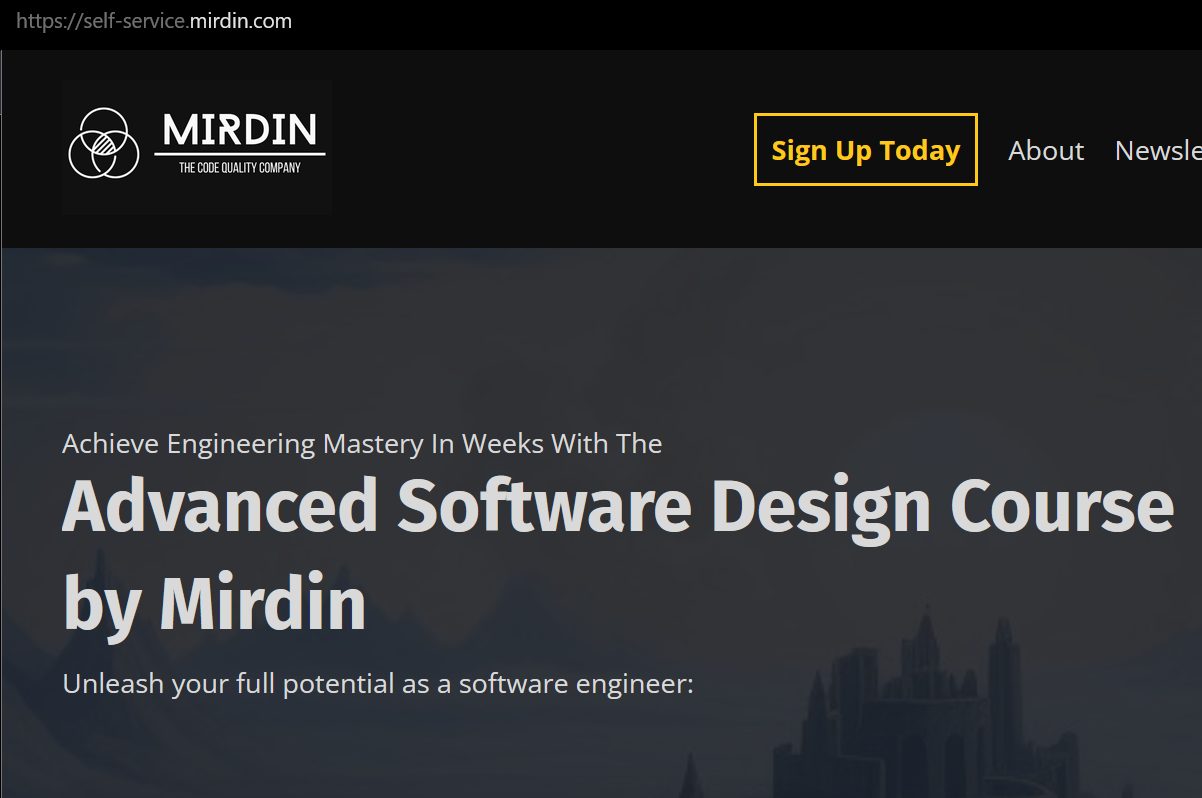 https://self-service.mirdin.com
MIRDIN
THE CODE QUALITY COMPANY
Sign Up Today About Newsle
Achieve Engineering Mastery In Weeks With The
Advanced Software Design Course
by Mirdin
Unleash your full potential as a software engineer: